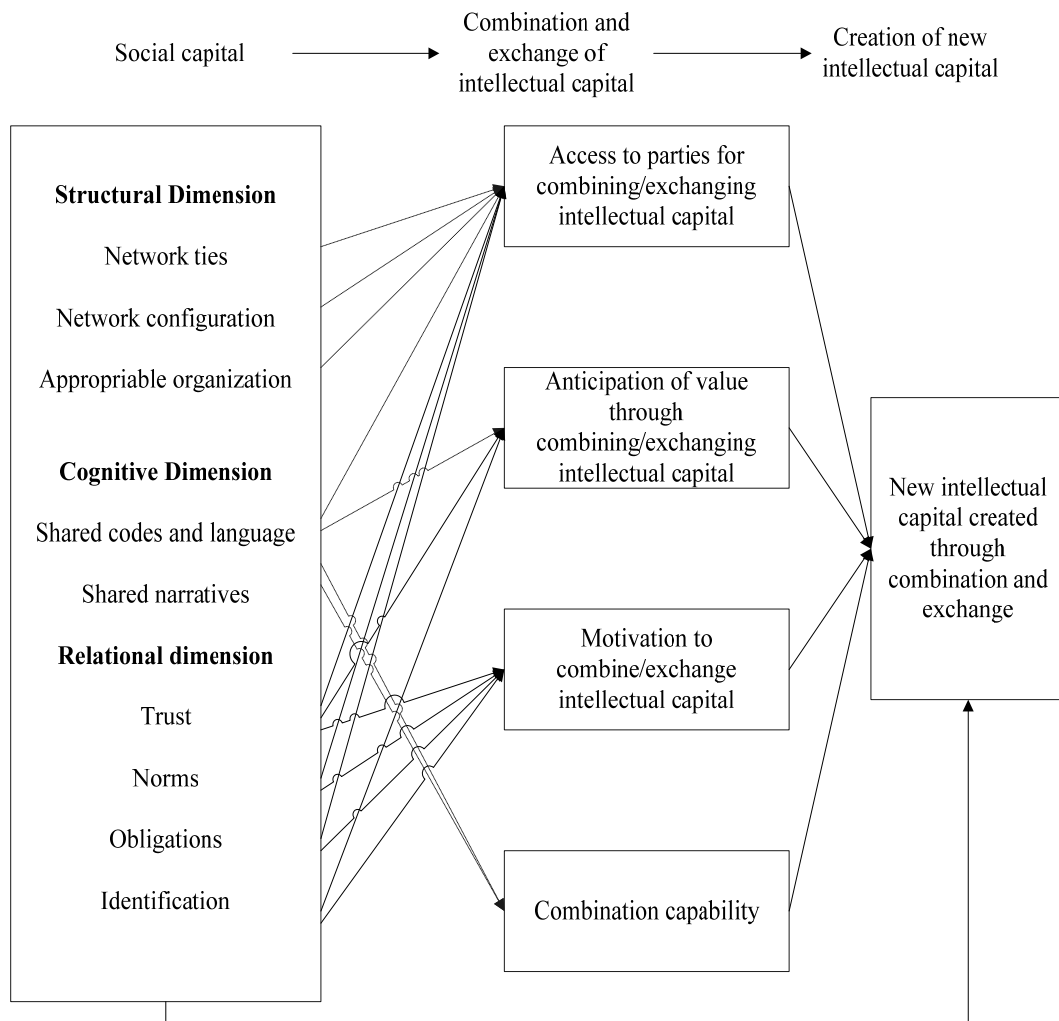 Social capital
Combination and
exchange of
intellectual capital
Creation of new
intellectual capital
Structural Dimension
Network ties
Network configuration
Appropriable organization
Cognitive Dimension
Shared codes and language
Shared narratives
Relational dimension
Trust
Norms
Obligations
Identification
Access to parties for
combining/exchanging
intellectual capital
Anticipation of value
through
combining/exchanging
intellectual capital
Motivation to
combine/exchange
intellectual capital
Combination capability
New intellectual
capital created
through
combination and
exchange